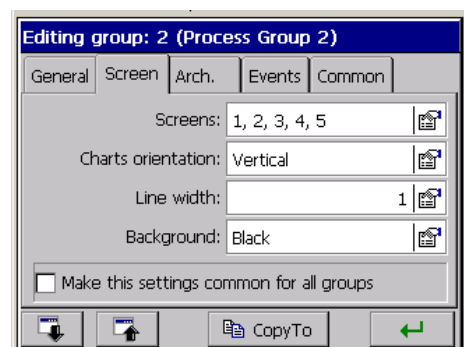 Editing group: 2 (Process Group 2)
General Screen Arch. Events Common
Screens: 1, 2, 3, 4, 5
Charts orientation: Vertical
Line width: 1
Background: Black
Make this settings common for all groups
CopyTo